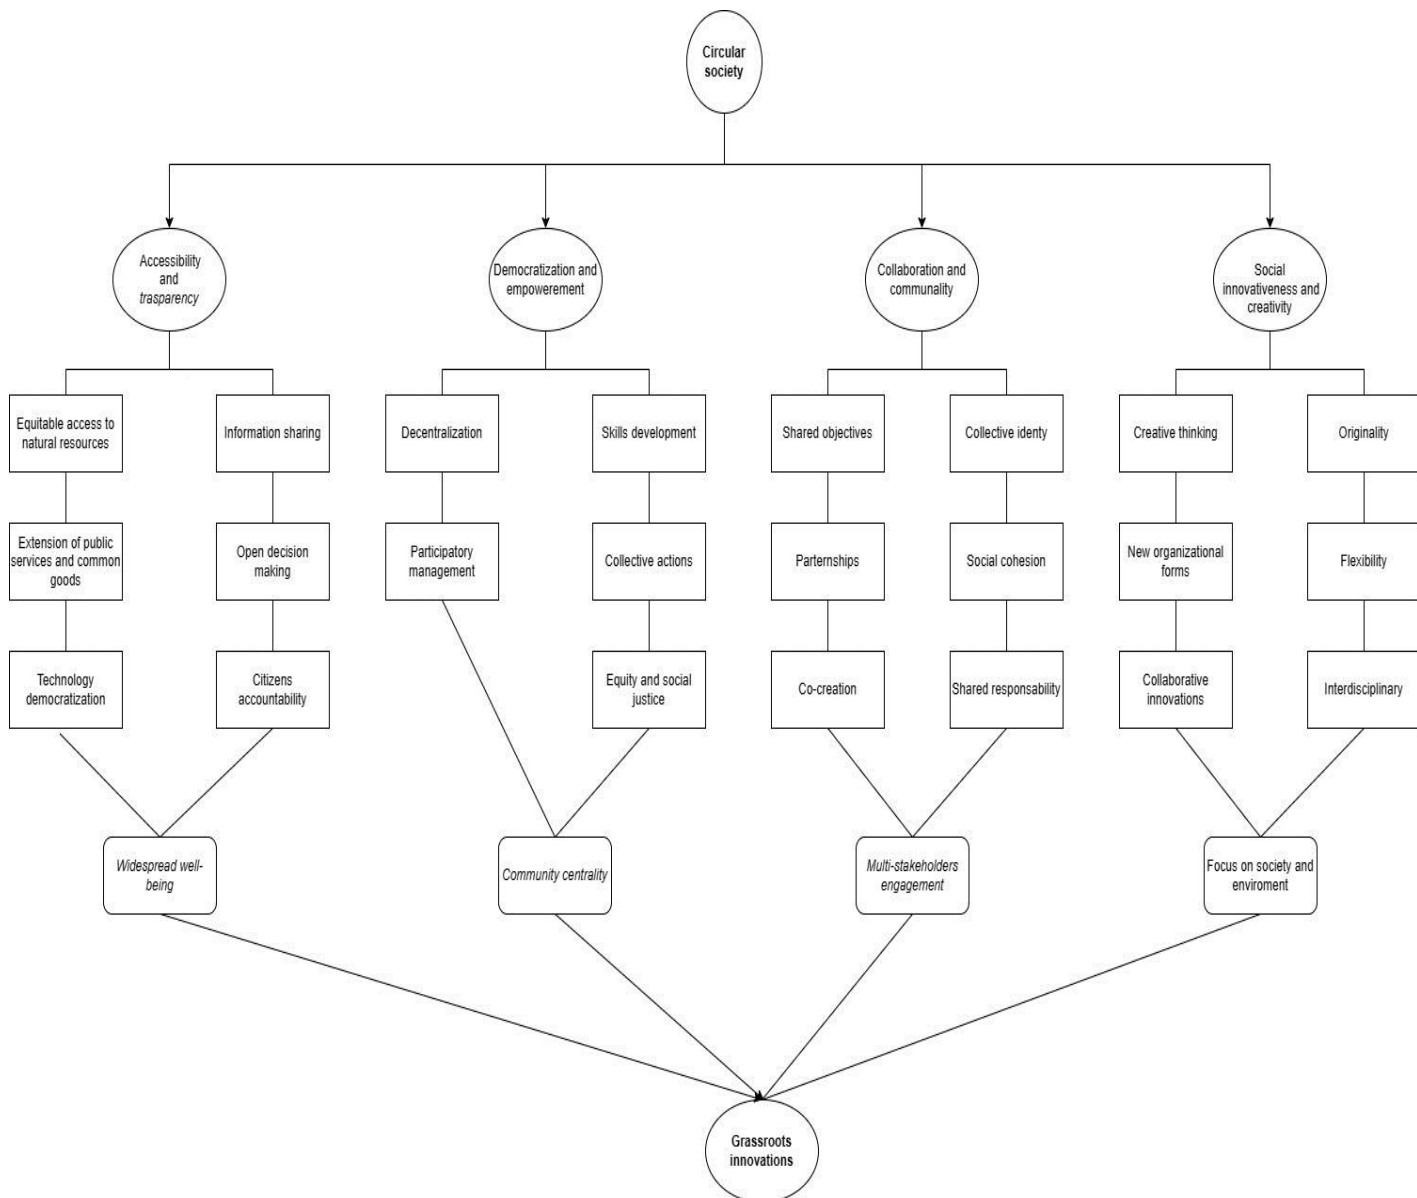 Circular
society
Accessibility
and
trasparency
Democratization and
empowerement
Collaboration and
communality
Social
innovativeness and
creativity
Equitable access to
natural resources
Information sharing
Decentralization
Skills development
Shared objectives
Collective identy
Creative thinking
Originality
Extension of public
services and common
goods
Open decision
making
Participatory
management
Collective actions
Parternships
Social cohesion
New organizational
forms
Flexibility
Technology
democratization
Citizens
accountability
Equity and social
justice
Co-creation
Shared responsability
Collaborative
innovations
Interdisciplinary
Widespread well-
being
Community centrality
Multi-stakeholders
engagement
Focus on society and
enviroment
Grassroots
innovations